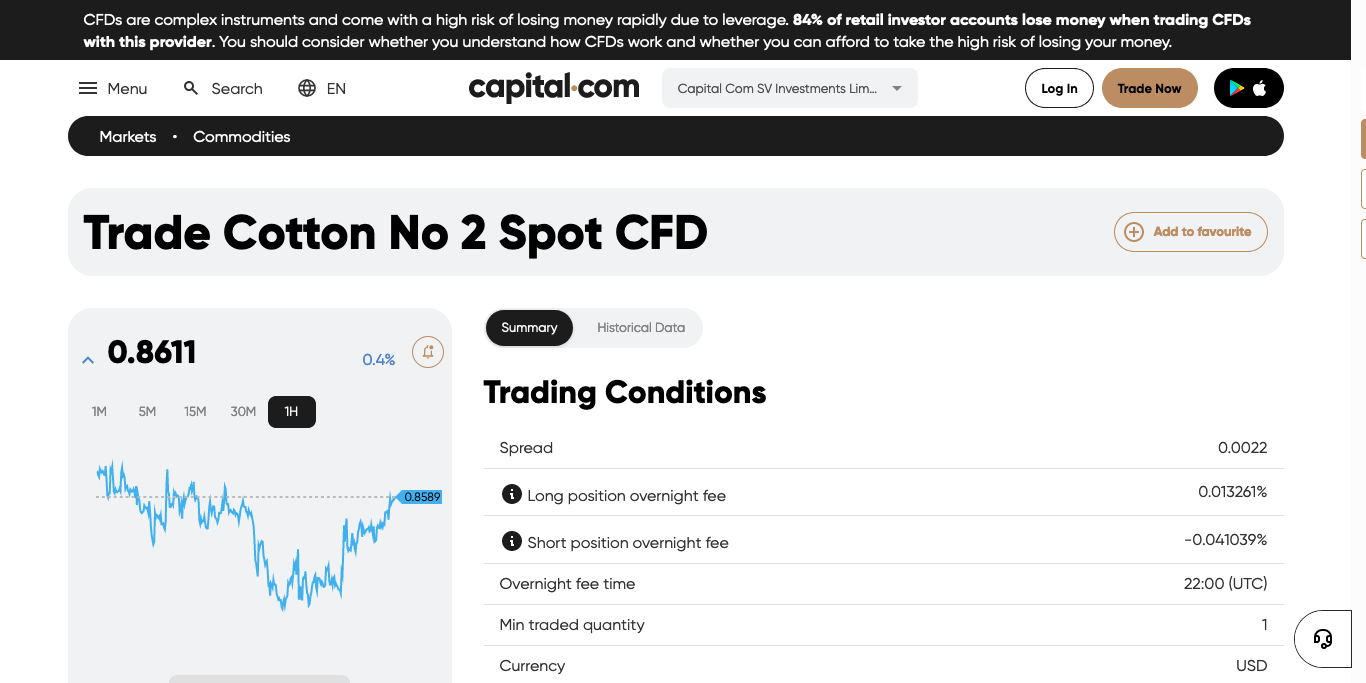 CFDs are complex instruments and come with a high risk of losing money rapidly due to leverage. 84% of retail investor accounts lose money when trading CFDs
with this provider. You should consider whether you understand how CFDs work and whether you can afford to take the high risk of losing your money.
Menu Search EN capital.com Capital Com SV Investments Lim... Log In Trade Now
Markets • Commodities
Trade Cotton No 2 Spot CFD
Add to favourite
0.8611
0.4%
1M 5M 15M 30M 1H
0.8589
Summary Historical Data
Trading Conditions
Spread 0.0022
Long position overnight fee 0.013261%
Short position overnight fee -0.041039%
Overnight fee time 22:00 (UTC)
Min traded quantity 1
Currency USD